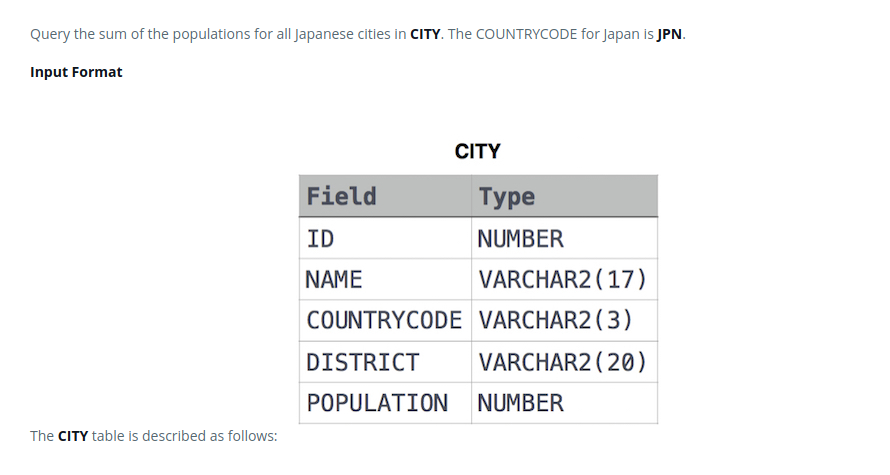 Query the sum of the populations for all Japanese cities in CITY. The COUNTRYCODE for Japan is JPN.
Input Format
CITY
Field Type
ID NUMBER
NAME VARCHAR2(17)
COUNTRYCODE VARCHAR2(3)
DISTRICT VARCHAR2(20)
POPULATION NUMBER
The CITY table is described as follows: